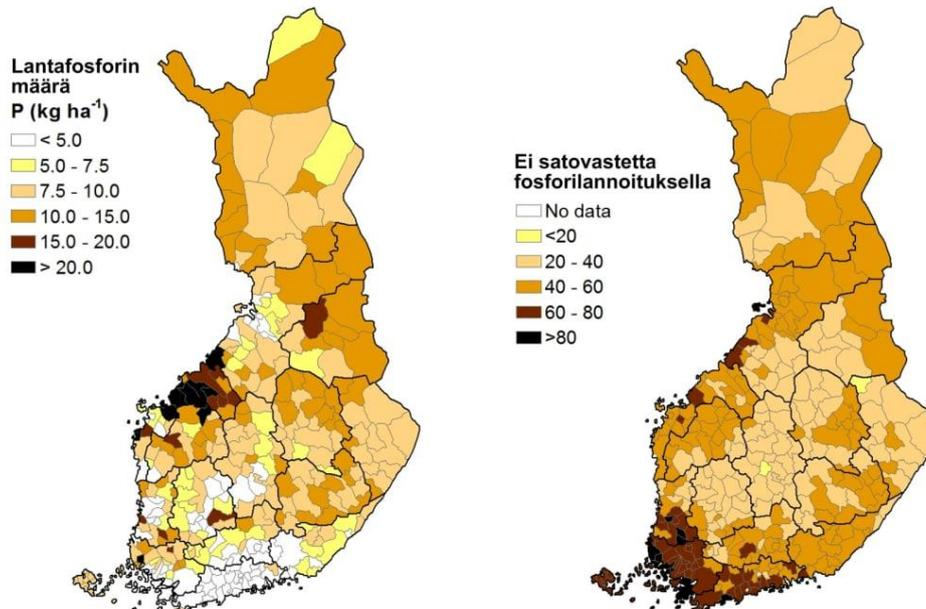 Lantafosforin
määrä
P (kg ha⁻¹)
< 5.0
5.0 - 7.5
7.5 - 10.0
10.0 - 15.0
15.0 - 20.0
> 20.0
Ei satovastetta
fosforilannoituksella
No data
<20
20 - 40
40 - 60
60 - 80
>80